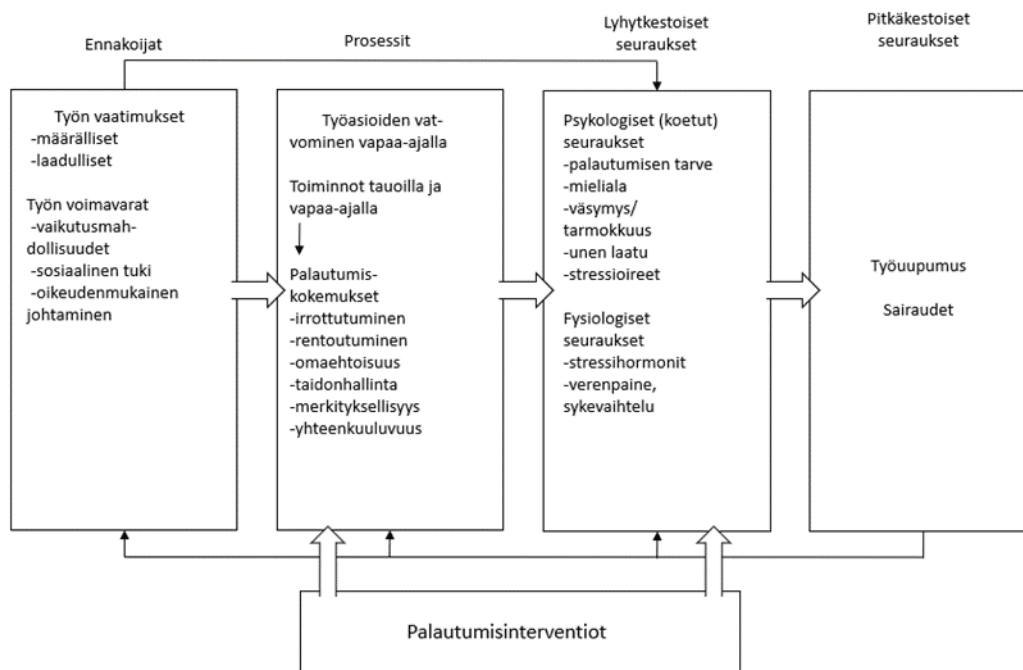 Ennakoijat
Prosessit
Lyhytkestoiset
seuraukset
Pitkäkestoiset
seuraukset
Työn vaatimukset
-määrälliset
-laadulliset
Työn voimavarat
-vaikutusmah-
dollisuudet
-sosiaalinen tuki
-oikeudenmukainen
johtaminen
Työasioiden vat-
vominen vapaa-ajalla
Toiminnot tauoilla ja
vapaa-ajalla
Palautumis-
kokemukset
-irrottutuminen
-rentoutuminen
-omaehtoisuus
-taidonhallinta
-merkityksellisyys
-yhteenkuuluvuus
Psykologiset (koetut)
seuraukset
-palautumisen tarve
-mieliala
-väsymys/
tarmokkuus
-unen laatu
-stressioireet
Fysiologiset
seuraukset
-stressihormonit
-verenpaine,
sykevaihtelu
Työuupumus
Sairaudet
Palautumisinterventiot